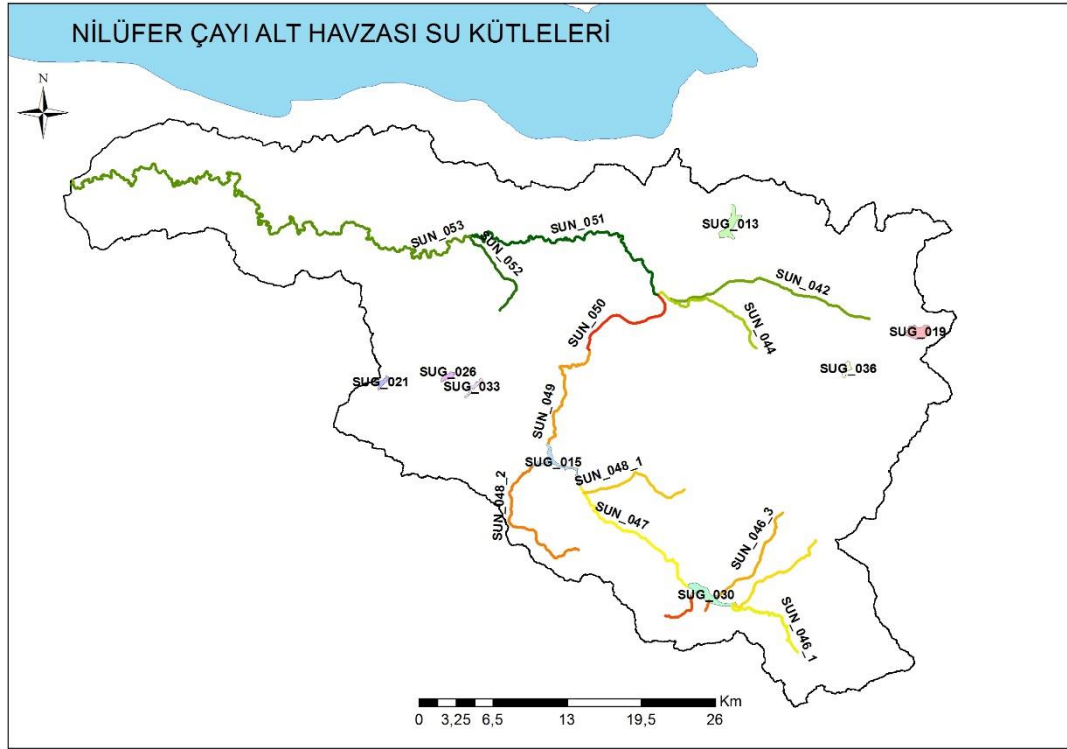 NİLÜFER ÇAYI ALT HAVZASI SU KÜTLELERİ
N
SUG_013
SUN_051
SUN_053
SUN_052
SUN_042
SUN_050
SUN_044
SUG_019
SUG_036
SUG_026
SUG_021
SUG_033
SUN_049
SUG_015
SUN_048_1
SUN_048_2
SUN_047
SUN_046_3
SUG_030
SUN_046_1
Km
0 3,25 6,5 13 19,5 26